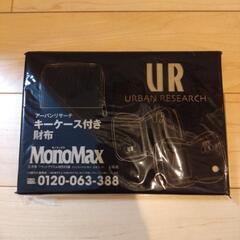 UR
URBAN RESEARCH
アーバンリサーチ
キーケース付き
財布
MonoMax
0120-063-388